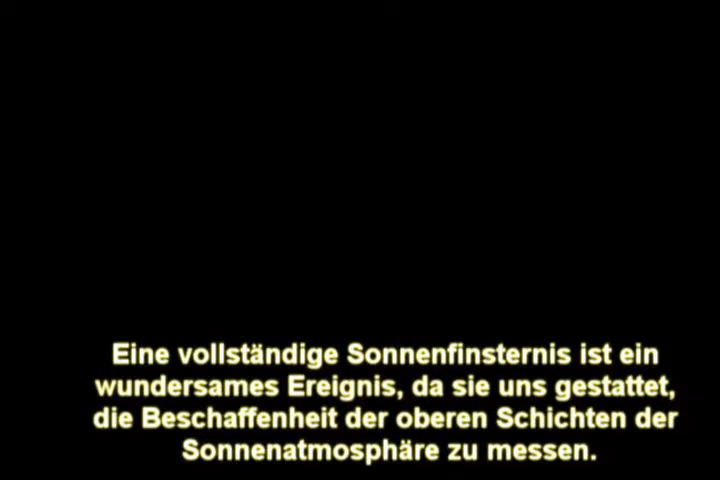 Eine vollständige Sonnenfinsternis ist ein
wundersames Ereignis, da sie uns gestattet,
die Beschaffenheit der oberen Schichten der
Sonnenatmosphäre zu messen.